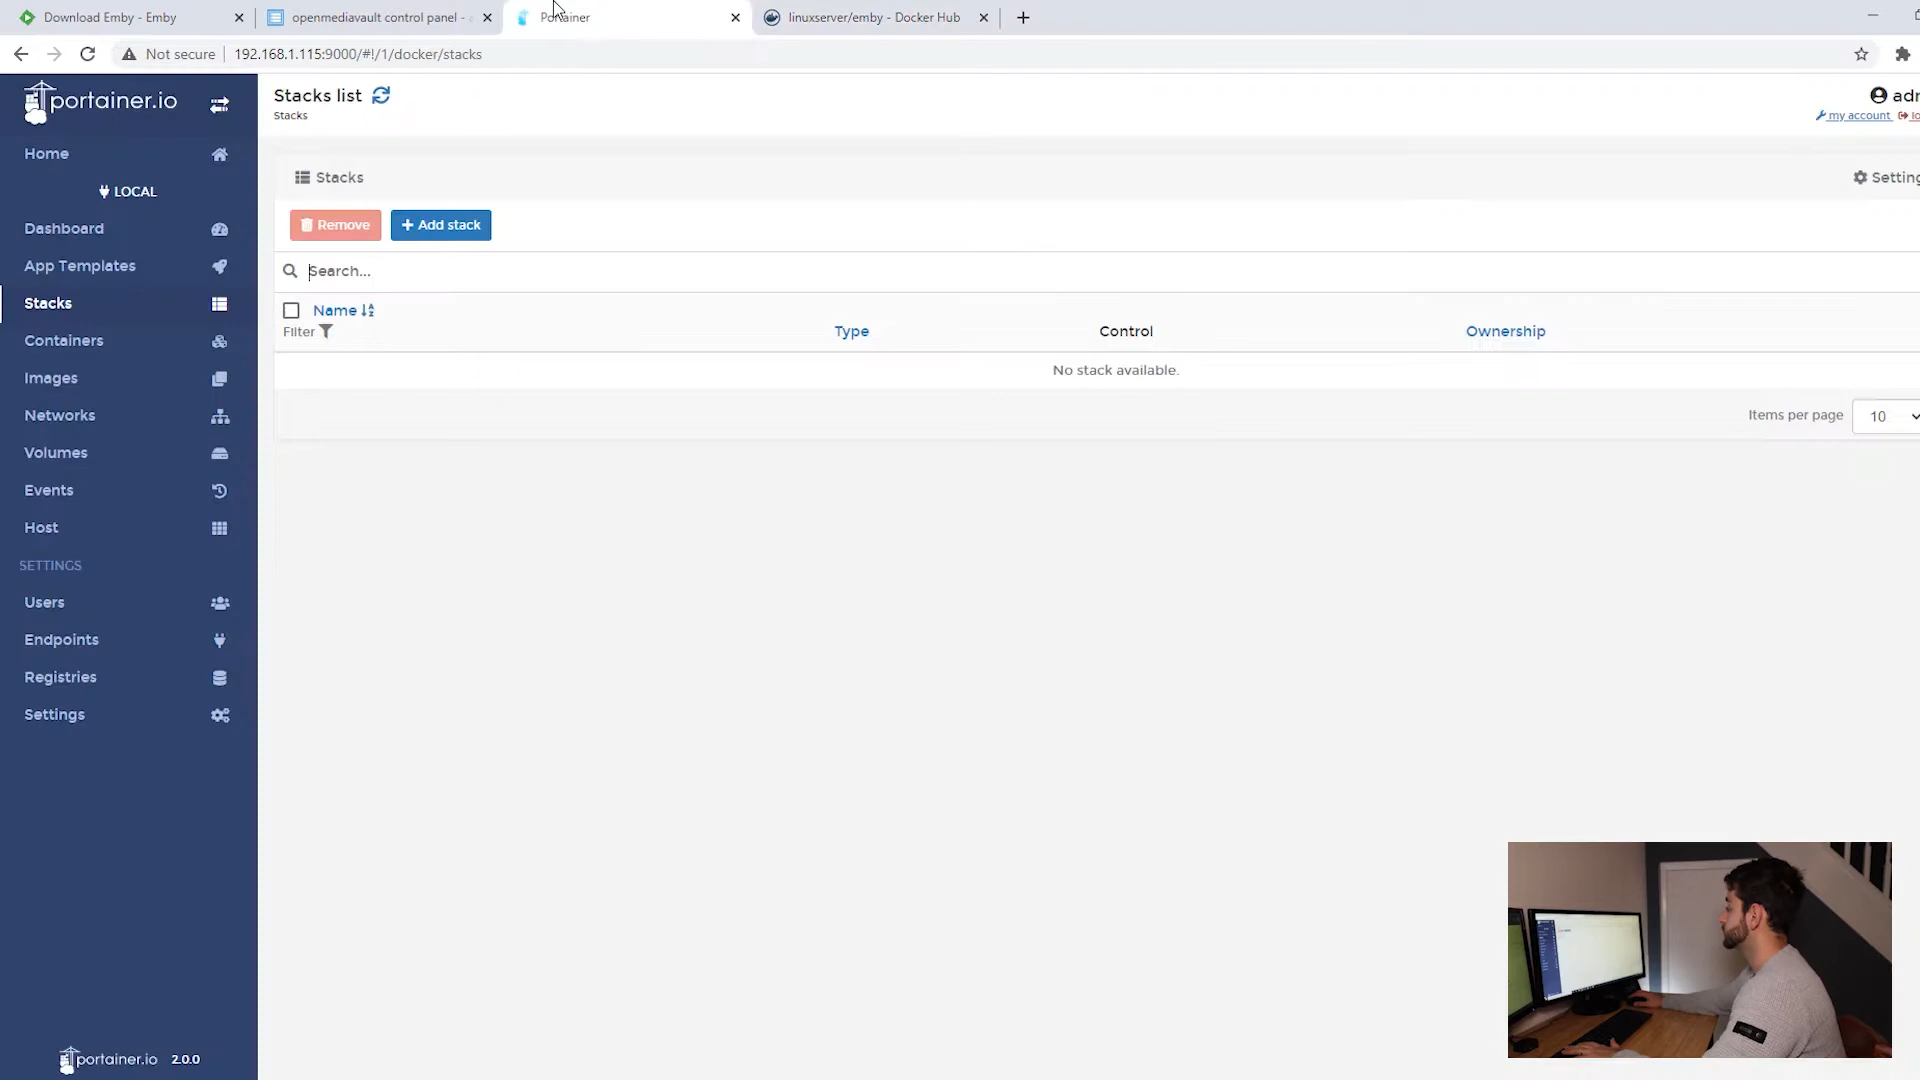 Download Emby - Emby
openmediavault control panel -
Portainer
linuxserver/emby - Docker Hub
Not secure
192.168.1.115:9000/#!/1/docker/stacks
portainer.io
Stacks list
Stacks
my account
Home
LOCAL
Dashboard
App Templates
Stacks
Containers
Images
Networks
Volumes
Events
Host
SETTINGS
Users
Endpoints
Registries
Settings
Stacks
Remove
+ Add stack
Search...
Name
Filter
Type
Control
Ownership
No stack available.
Items per page
10
portainer.io 2.0.0